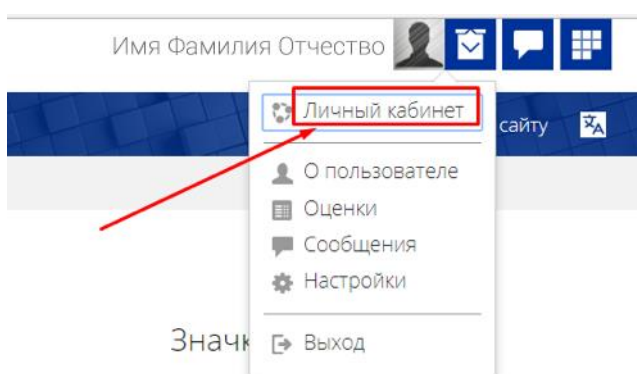 Имя Фамилия Отчество
Личный кабинет
сайту
О пользователе
Оценки
Сообщения
Настройки
Значк
Выход